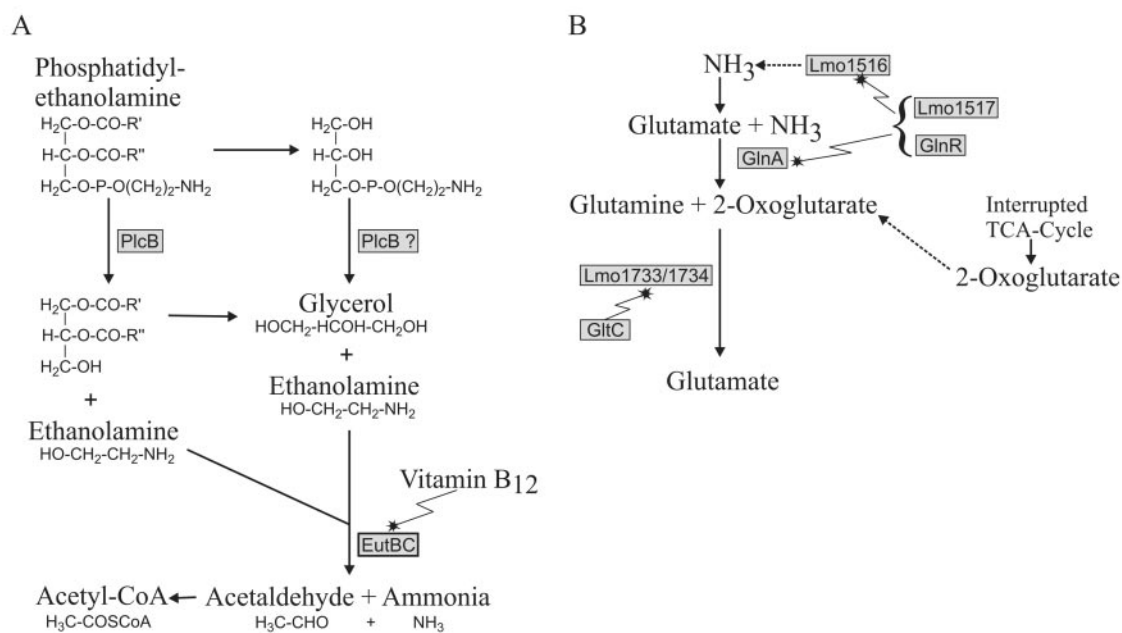 A
Phosphatidyl-
ethanolamine
H₂C-O-CO-R'
H-C-O-CO-R"
H₂C-O-P-O(CH₂)₂-NH₂
H₂C-OH
H-C-OH
H₂C-O-P-O(CH₂)₂-NH₂
PlcB
PlcB ?
H₂C-O-CO-R'
H-C-O-CO-R"
H₂C-OH
+
Ethanolamine
HO-CH₂-CH₂-NH₂
Glycerol
HOCH₂-HCOH-CH₂OH
+
Ethanolamine
HO-CH₂-CH₂-NH₂
Vitamin B₁₂
EutBC
Acetyl-CoA
H₃C-COSCoA
Acetaldehyde + Ammonia
H₃C-CHO + NH₃
B
NH₃
Lmo1516
Lmo1517
GlnR
Glutamate + NH₃
GlnA
Glutamine + 2-Oxoglutarate
Interrupted
TCA-Cycle
2-Oxoglutarate
Lmo1733/1734
GltC
Glutamate